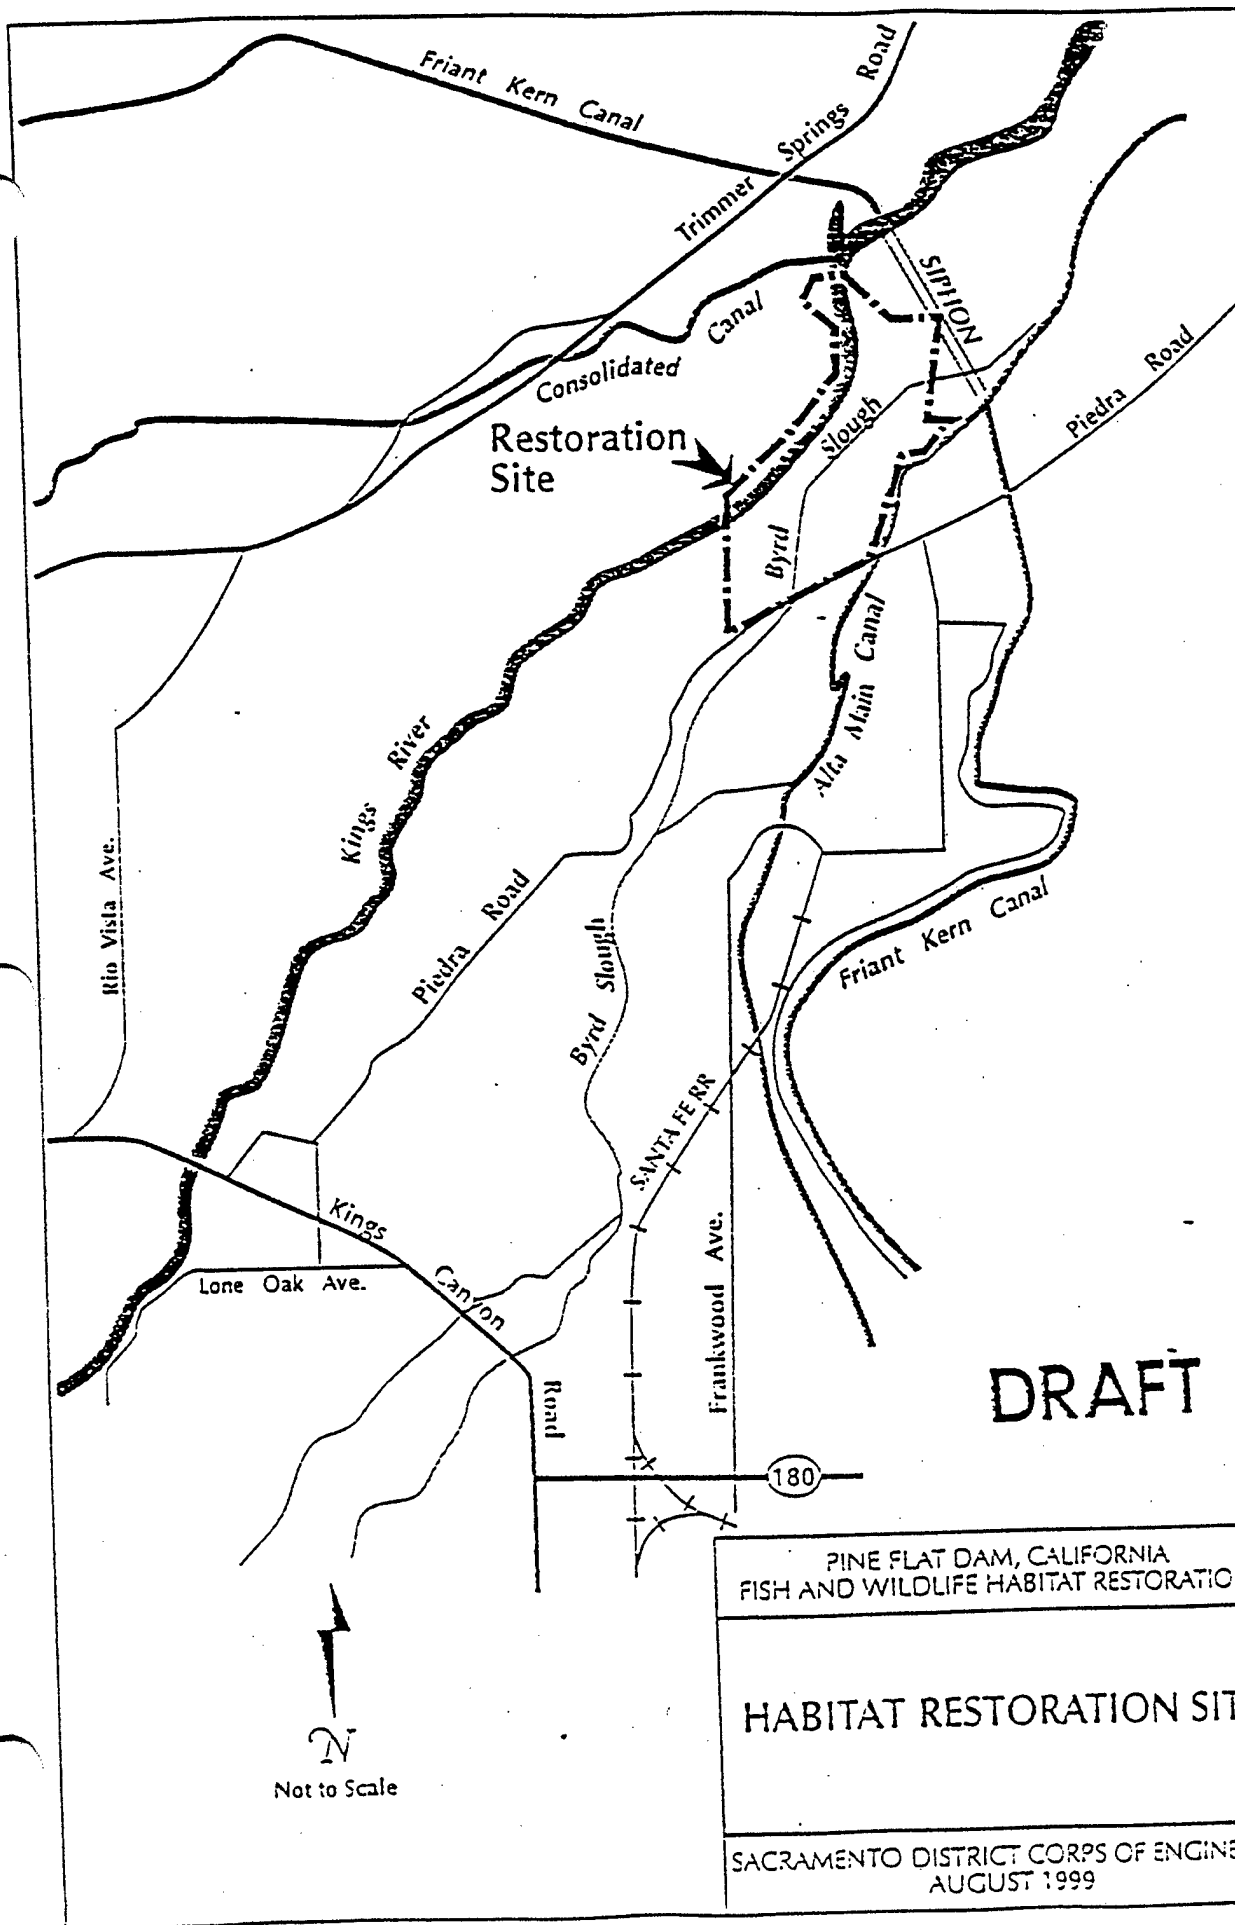 Friant Kern Canal
Trimmer Springs Road
SIPHON
Consolidated Canal
Piedra Road
Restoration
Site
Byrd Slough
Alta Main Canal
Kings River
Rio Vista Ave.
Piedra Road
Byrd Slough
Friant Kern Canal
SANTA FE RR
Kings Canyon Road
Lone Oak Ave.
Frankwood Ave.
DRAFT
180
N
Not to Scale
PINE FLAT DAM, CALIFORNIA
FISH AND WILDLIFE HABITAT RESTORATIO
HABITAT RESTORATION SIT
SACRAMENTO DISTRICT CORPS OF ENGINE
AUGUST 1999